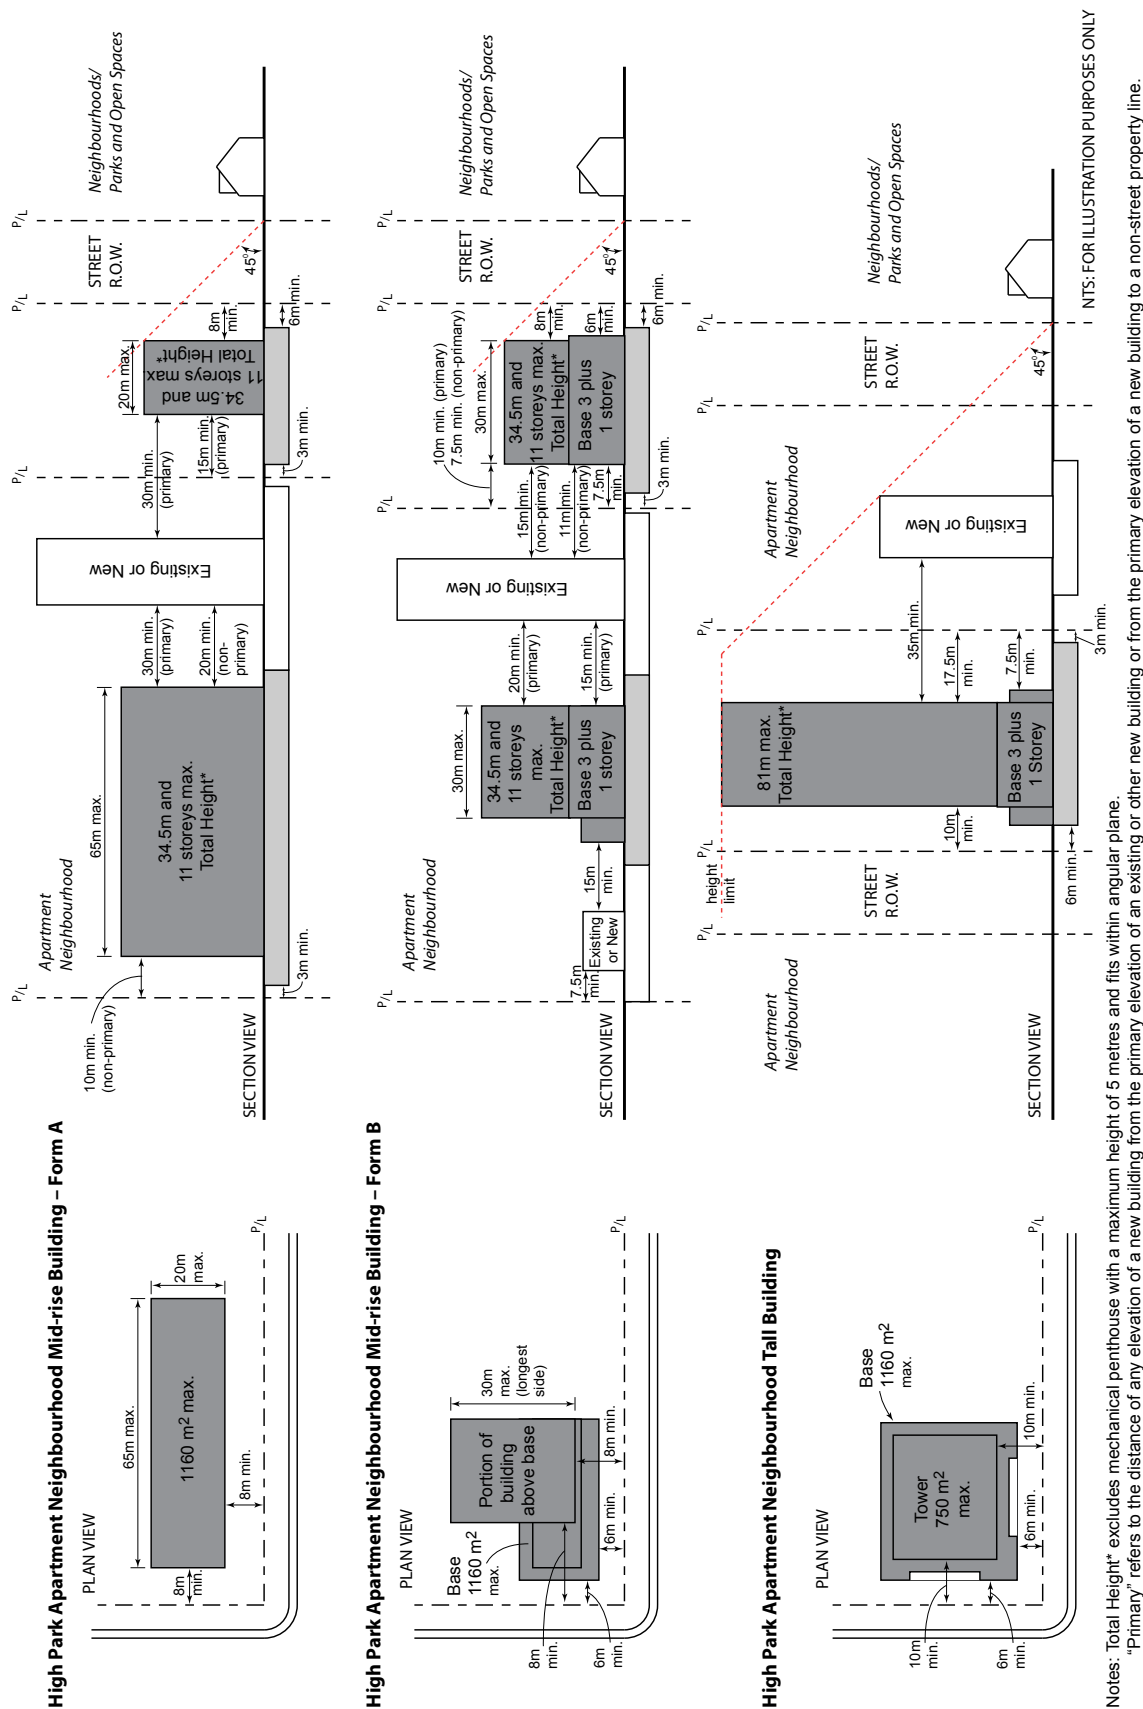 High Park Apartment Neighbourhood Mid-rise Building – Form A
PLAN VIEW
65m max.
20m
max.
1160 m² max.
8m
min.
8m min.
P/L
P/L
10m min.
(non-primary)
Apartment
Neighbourhood
65m max.
34.5m and
11 storeys max.
Total Height*
3m min.
30m min.
(primary)
20m min.
(non-
primary)
Existing or New
P/L
30m min.
(primary)
15m min.
(primary)
3m min.
20m max.
34.5m and
11 storeys max.
Total Height*
8m
min.
6m min.
P/L
STREET
R.O.W.
45⁰
P/L
Neighbourhoods/
Parks and Open Spaces
SECTION VIEW
High Park Apartment Neighbourhood Mid-rise Building – Form B
PLAN VIEW
Base
1160 m²
max.
Portion of
building
above base
30m
max.
(longest
side)
8m min.
6m min.
8m
min.
6m
min.
P/L
P/L
Apartment
Neighbourhood
7.5m
min.
Existing
or New
15m
min.
30m max.
34.5m and
11 storeys
max.
Total Height*
Base 3 plus
1 storey
20m min.
(primary)
15m min.
(primary)
Existing or New
P/L
15m min.
(non-primary)
11m min.
(non-primary)
10m min. (primary)
7.5m min. (non-primary)
7.5m
min.
3m min.
30m max.
34.5m and
11 storeys max.
Total Height*
Base 3 plus
1 storey
8m
min.
6m
min.
6m min.
P/L
STREET
R.O.W.
45⁰
P/L
Neighbourhoods/
Parks and Open Spaces
SECTION VIEW
High Park Apartment Neighbourhood Tall Building
PLAN VIEW
Base
1160 m²
max.
Tower
750 m²
max.
10m min.
6m min.
10m
min.
6m
min.
P/L
Apartment
Neighbourhood
P/L
height
limit
STREET
R.O.W.
P/L
10m
min.
6m min.
81m max.
Total Height*
Base 3 plus
1 Storey
35m min.
17.5m
min.
7.5m
min.
3m min.
P/L
Apartment
Neighbourhood
Existing or New
P/L
STREET
R.O.W.
45⁰
P/L
Neighbourhoods/
Parks and Open Spaces
SECTION VIEW
NTS: FOR ILLUSTRATION PURPOSES ONLY
Notes: Total Height* excludes mechanical penthouse with a maximum height of 5 metres and fits within angular plane.
"Primary" refers to the distance of any elevation of a new building from the primary elevation of an existing or other new building or from the primary elevation of a new building to a non-street property line.